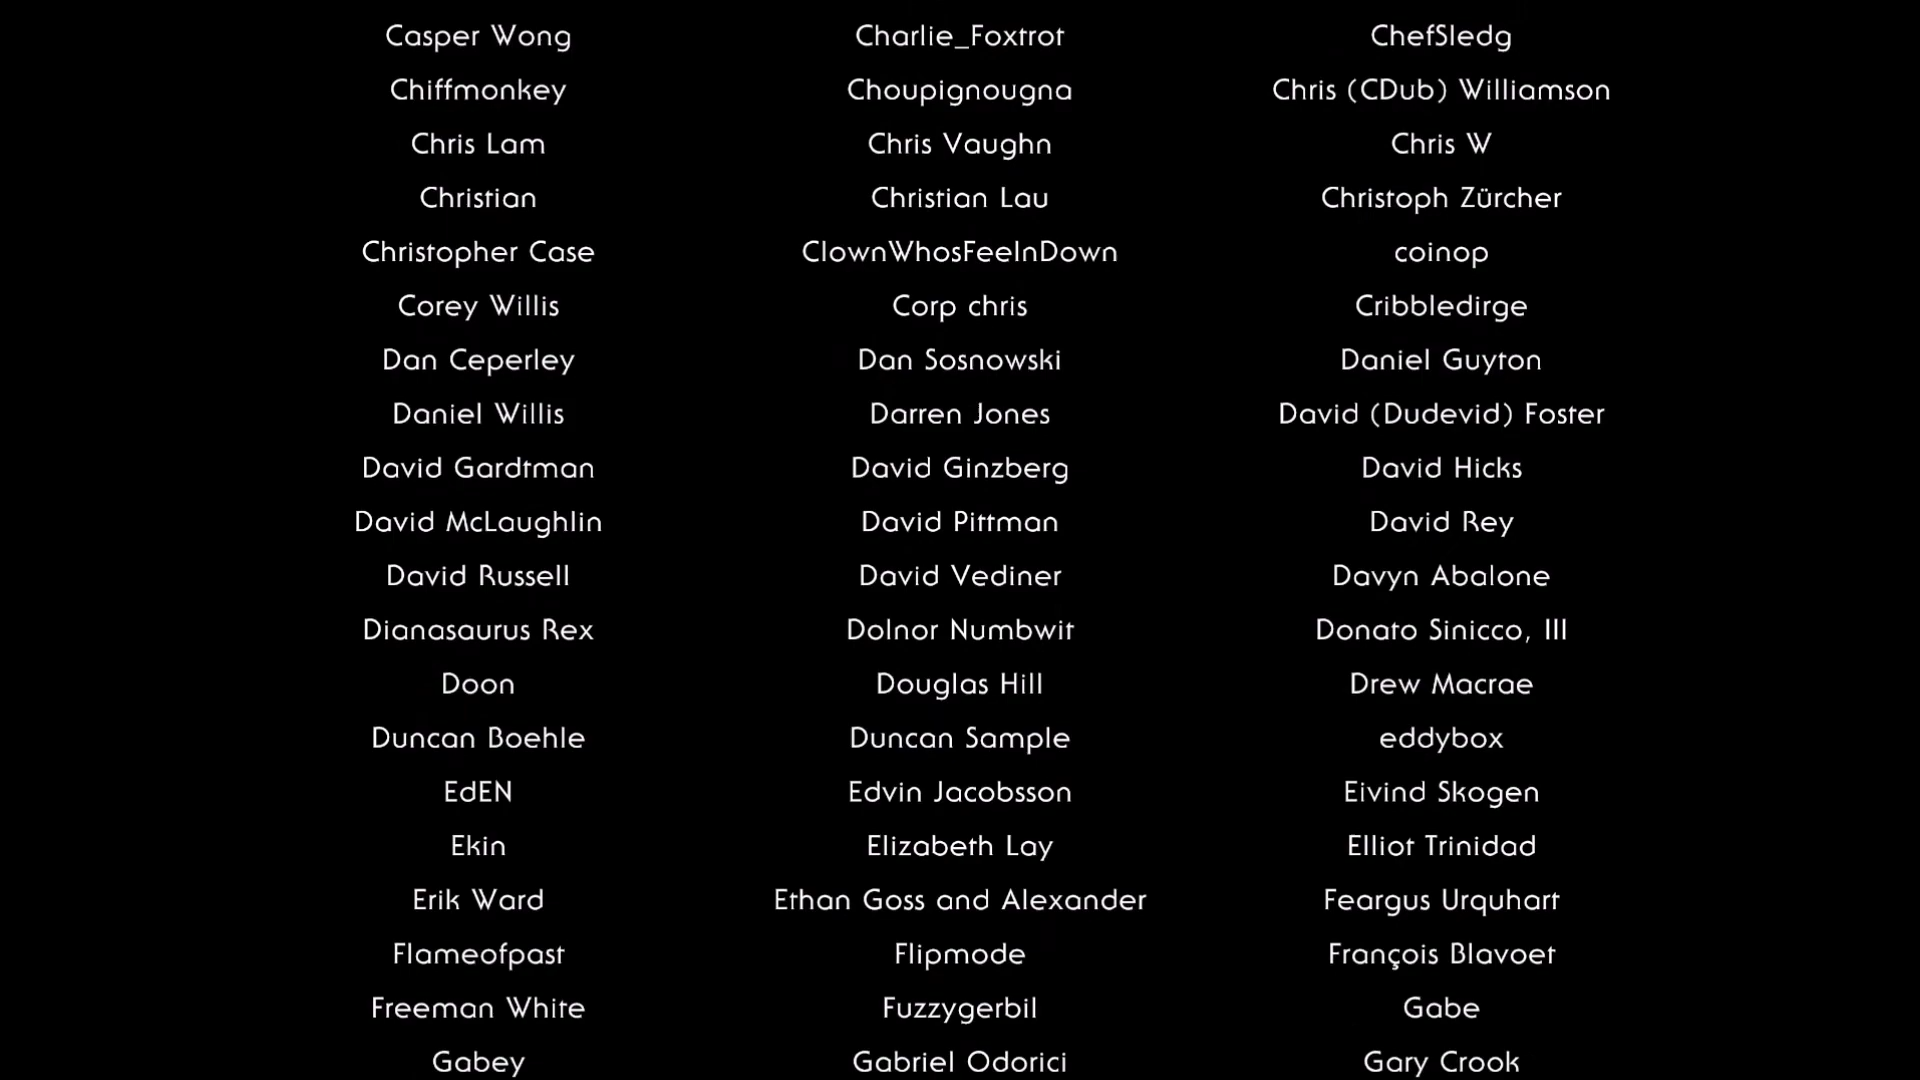 Casper Wong Charlie_Foxtrot ChefSledg
Chiffmonkey Choupignougna Chris (CDub) Williamson
Chris Lam Chris Vaughn Chris W
Christian Christian Lau Christoph Zürcher
Christopher Case ClownWhosFeelnDown coinop
Corey Willis Corp chris Cribbledirge
Dan Ceperley Dan Sosnowski Daniel Guyton
Daniel Willis Darren Jones David (Dudevid) Foster
David Gardtman David Ginzberg David Hicks
David McLaughlin David Pittman David Rey
David Russell David Vediner Davyn Abalone
Dianasaurus Rex Dolnor Numbwit Donato Sinicco, III
Doon Douglas Hill Drew Macrae
Duncan Boehle Duncan Sample eddybox
EdEN Edvin Jacobsson Eivind Skogen
Ekin Elizabeth Lay Elliot Trinidad
Erik Ward Ethan Goss and Alexander Feargus Urquhart
Flameofpast Flipmode François Blavoet
Freeman White Fuzzygerbil Gabe
Gabey Gabriel Odorici Gary Crook